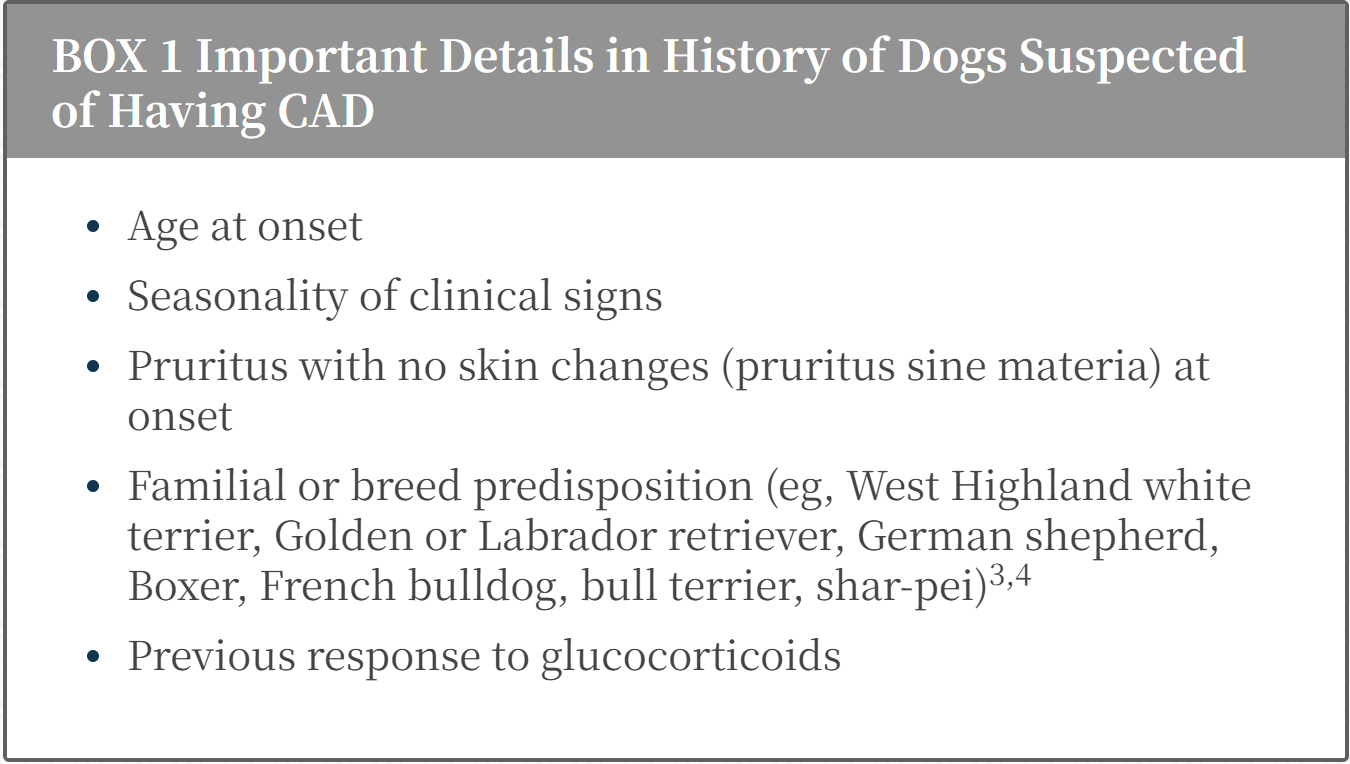 BOX 1 Important Details in History of Dogs Suspected
of Having CAD
• Age at onset
• Seasonality of clinical signs
• Pruritus with no skin changes (pruritus sine materia) at
onset
• Familial or breed predisposition (eg, West Highland white
terrier, Golden or Labrador retriever, German shepherd,
Boxer, French bulldog, bull terrier, shar-pei)3,4
• Previous response to glucocorticoids